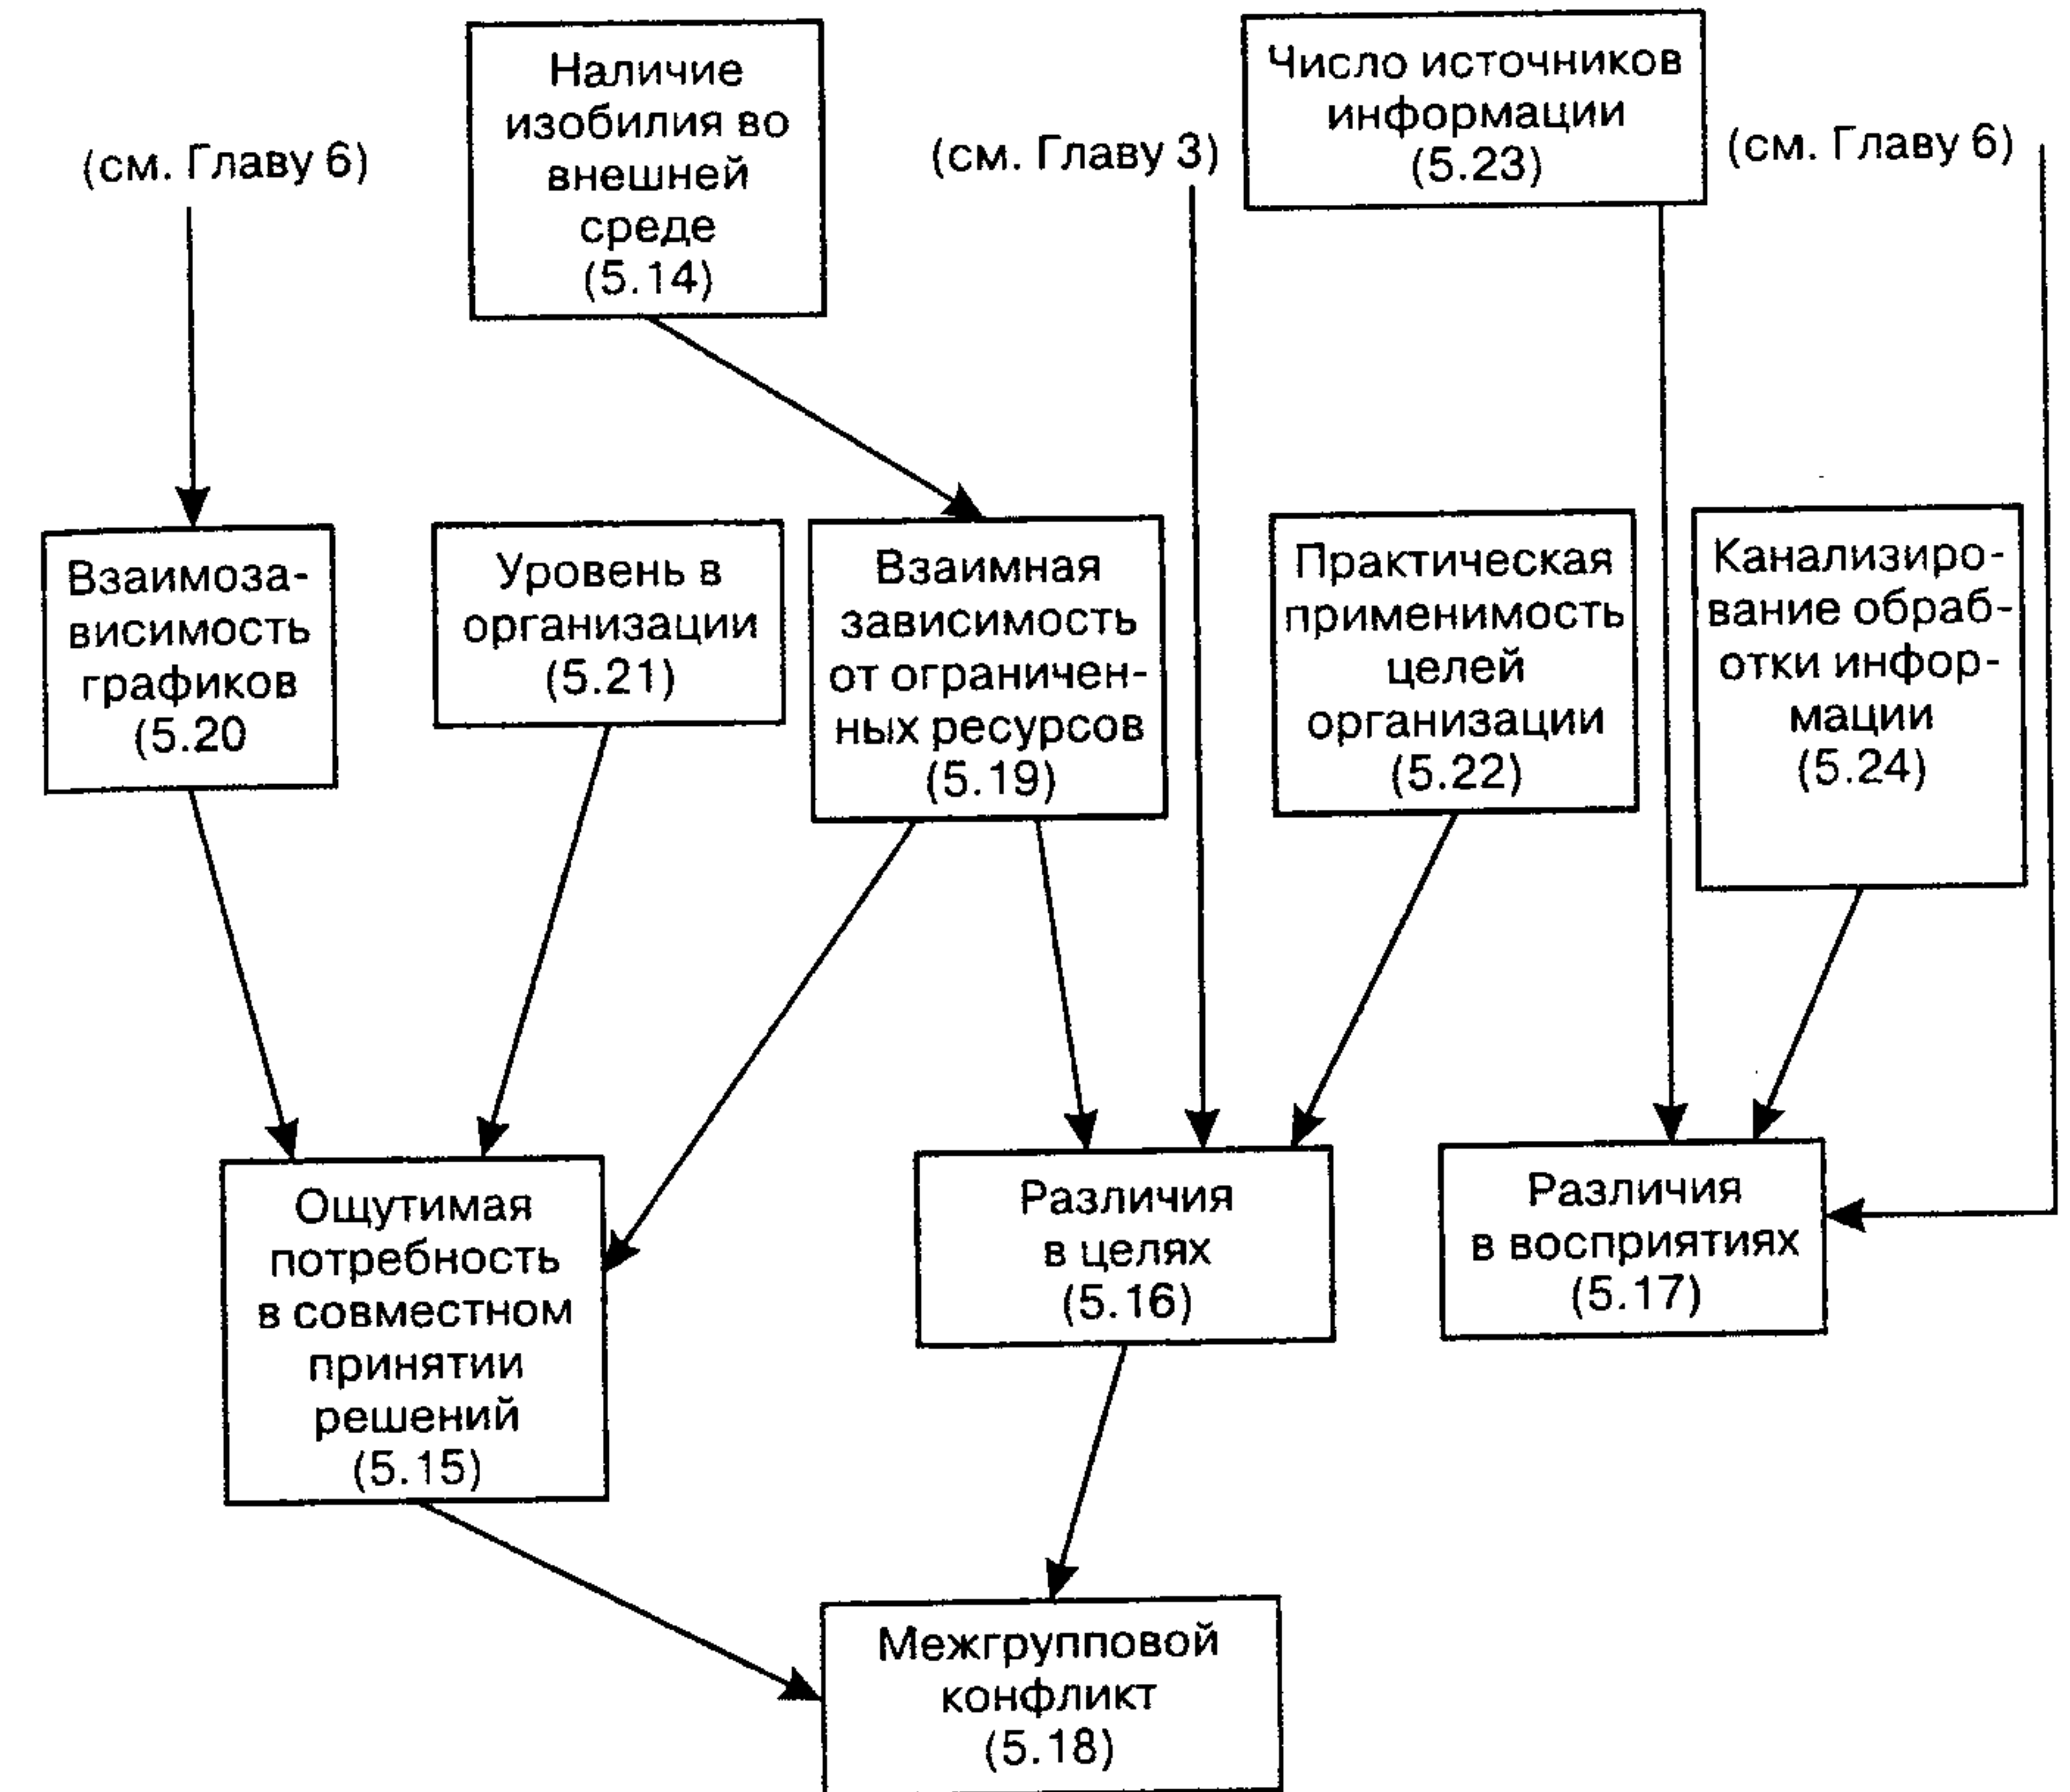 Наличие
изобилия во
внешней
среде
(5.14)
Число источников
информации
(5.23)
(см. Главу 6)
(см. Главу 3)
(см. Главу 6)
Взаимоза-
висимость
графиков
(5.20
Уровень в
организации
(5.21)
Взаимная
зависимость
от ограничен-
ных ресурсов
(5.19)
Практическая
применимость
целей
организации
(5.22)
Канализиро-
вание обраб-
отки инфор-
мации
(5.24)
Ощутимая
потребность
в совместном
принятии
решений
(5.15)
Различия
в целях
(5.16)
Различия
в восприятиях
(5.17)
Межгрупповой
конфликт
(5.18)